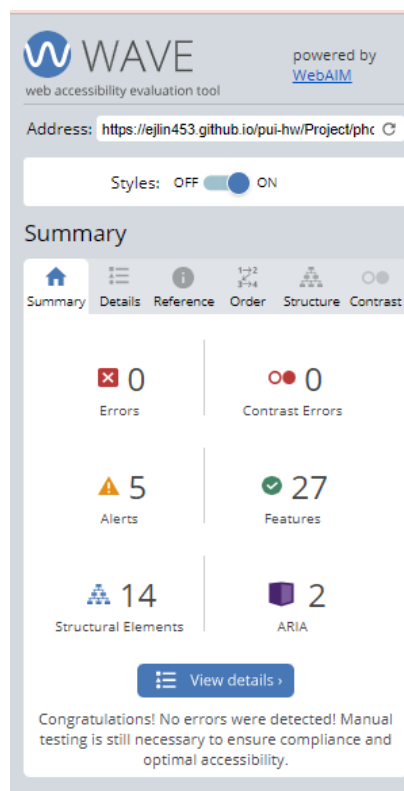 WAVE
web accessibility evaluation tool
powered by
WebAIM
Address: https://ejlin453.github.io/pui-hw/Project/phc
Styles: OFF ON
Summary
Summary Details Reference Order Structure Contrast
0
Errors
0
Contrast Errors
5
Alerts
27
Features
14
Structural Elements
2
ARIA
View details ›
Congratulations! No errors were detected! Manual
testing is still necessary to ensure compliance and
optimal accessibility.